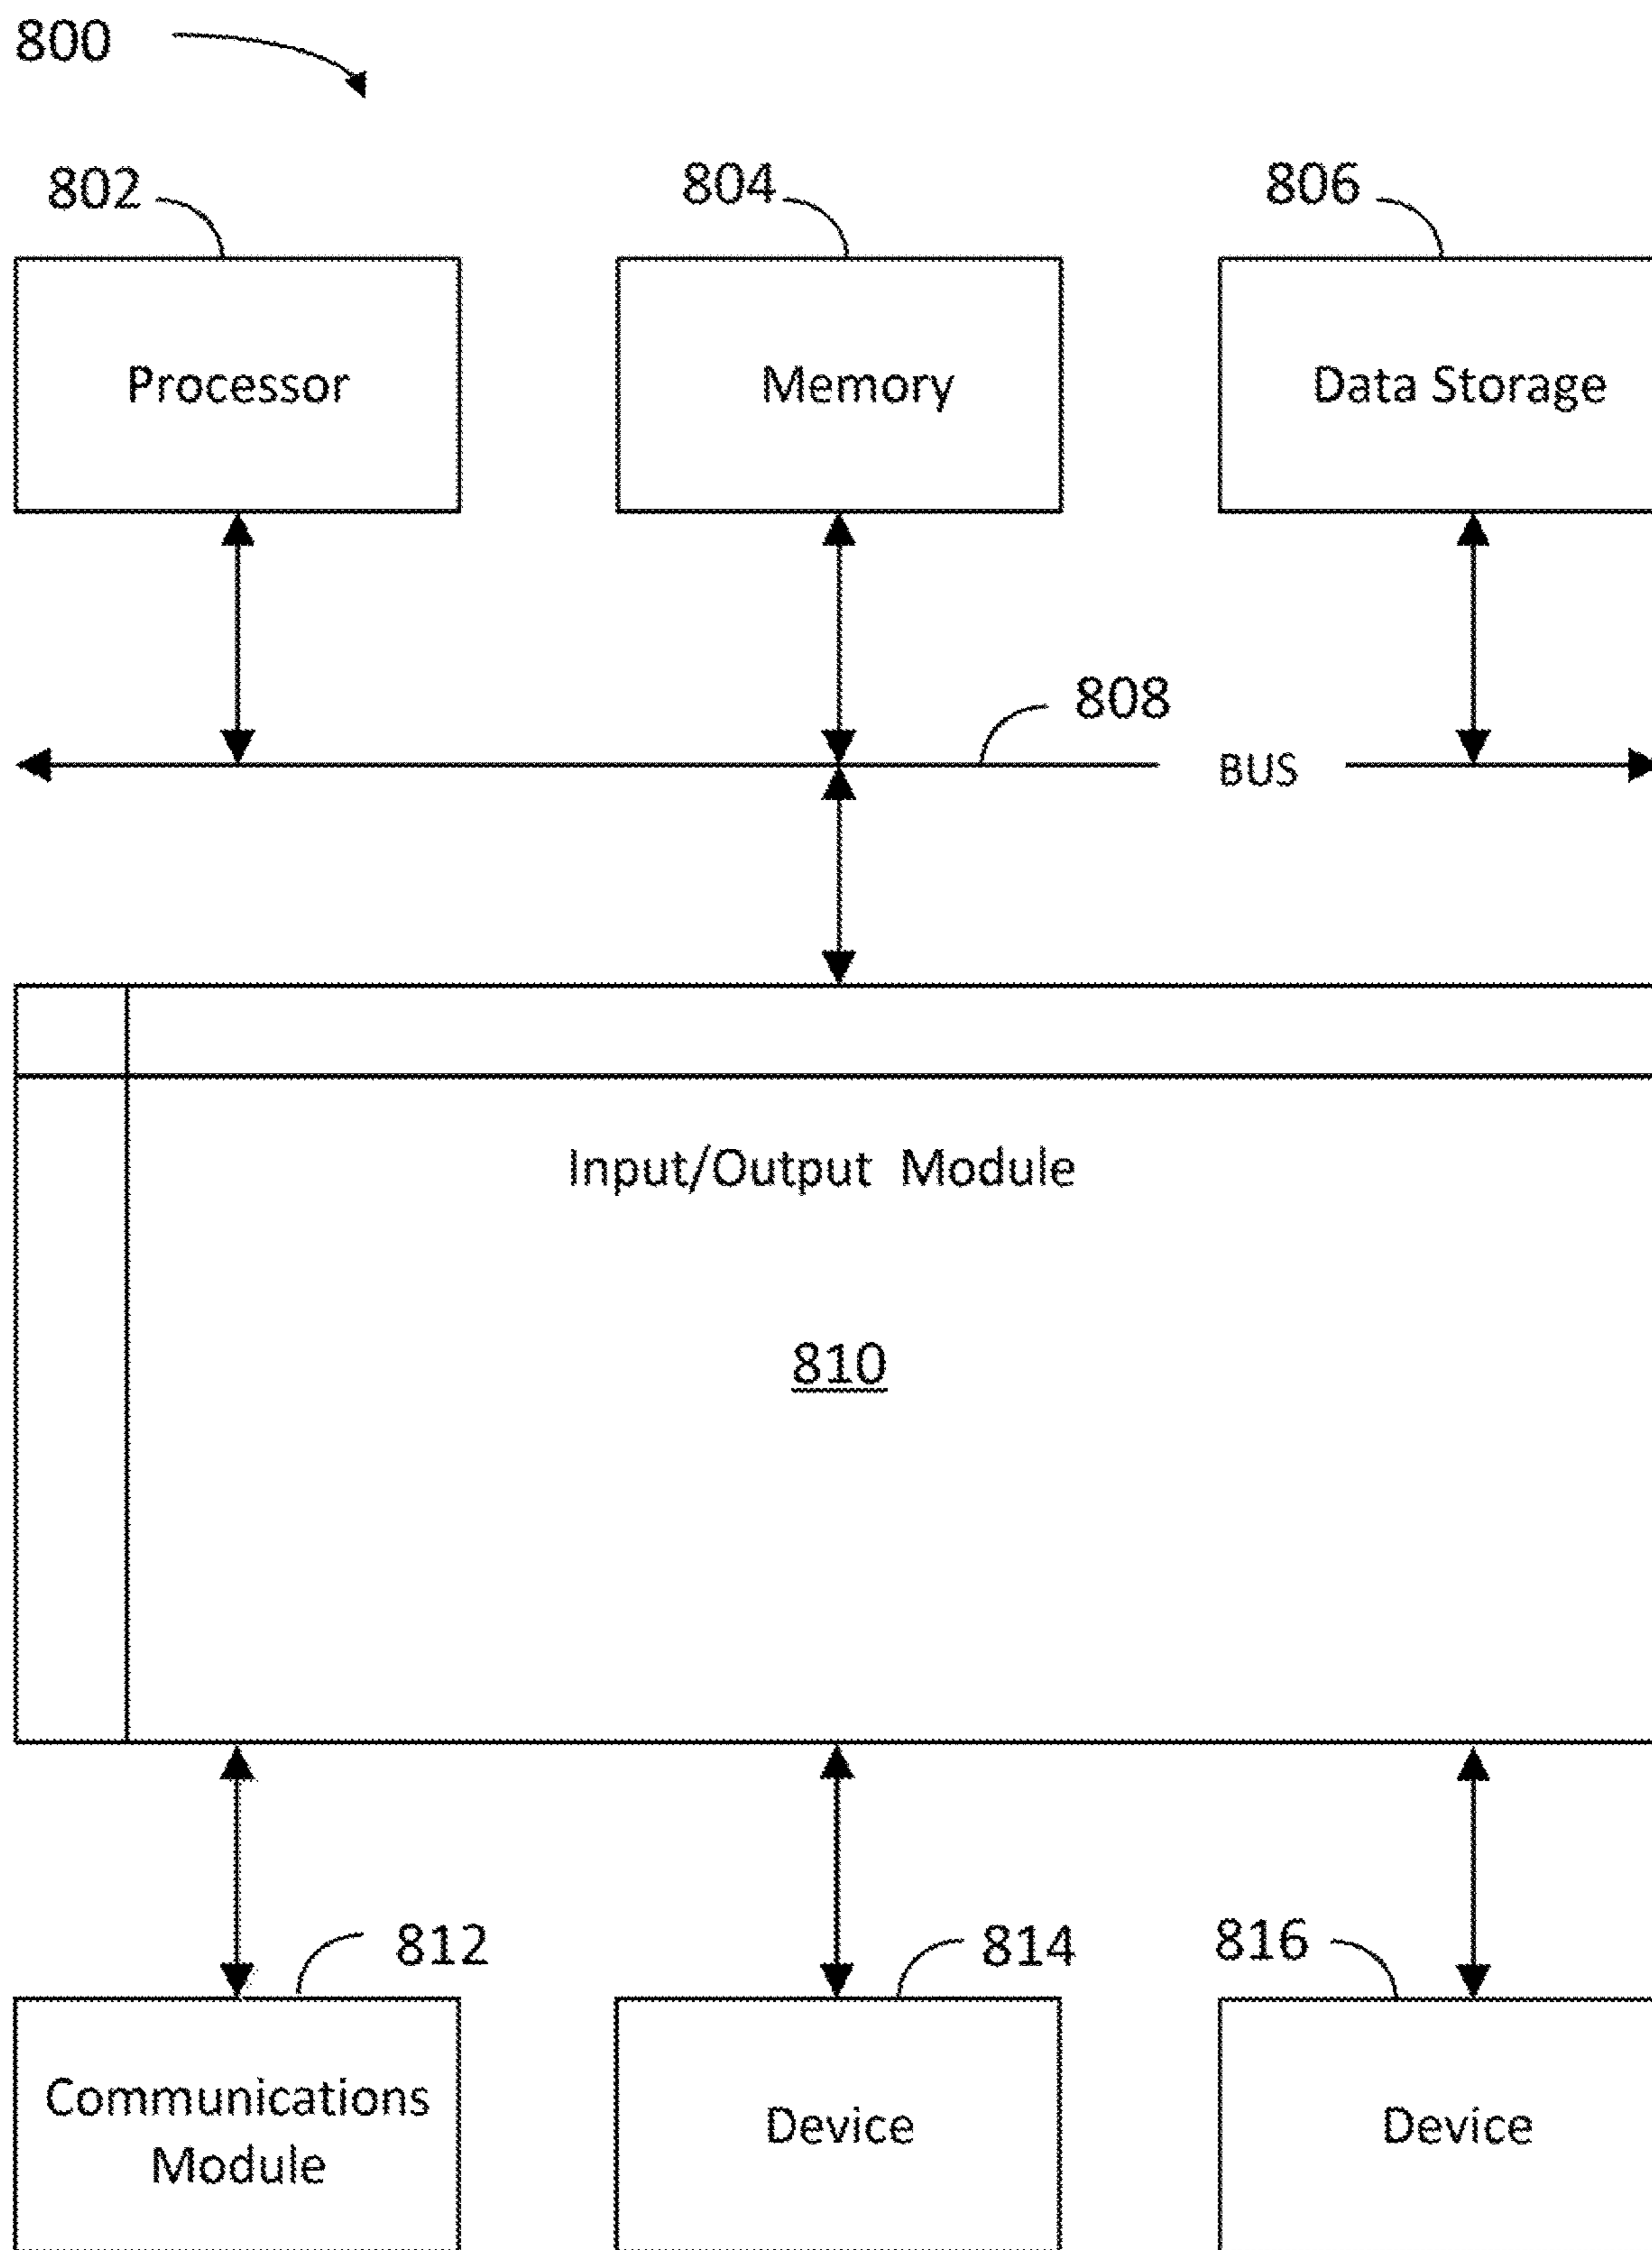 800
802
804
806
Processor
Memory
Data Storage
808
BUS
Input/Output Module
810
812
814
816
Communications
Module
Device
Device